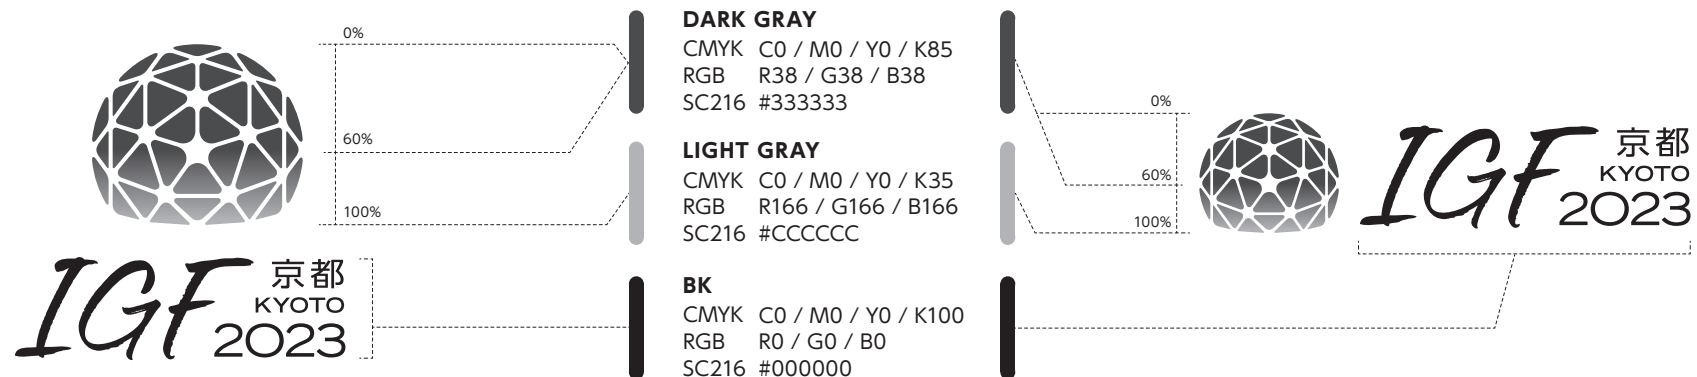 0%
60%
100%
IGF 京都
KYOTO
2023
DARK GRAY
CMYK C0 / M0 / Y0 / K85
RGB R38 / G38 / B38
SC216 #333333
LIGHT GRAY
CMYK C0 / M0 / Y0 / K35
RGB R166 / G166 / B166
SC216 #CCCCCC
BK
CMYK C0 / M0 / Y0 / K100
RGB R0 / G0 / B0
SC216 #000000
0%
60%
100%
IGF 京都
KYOTO
2023